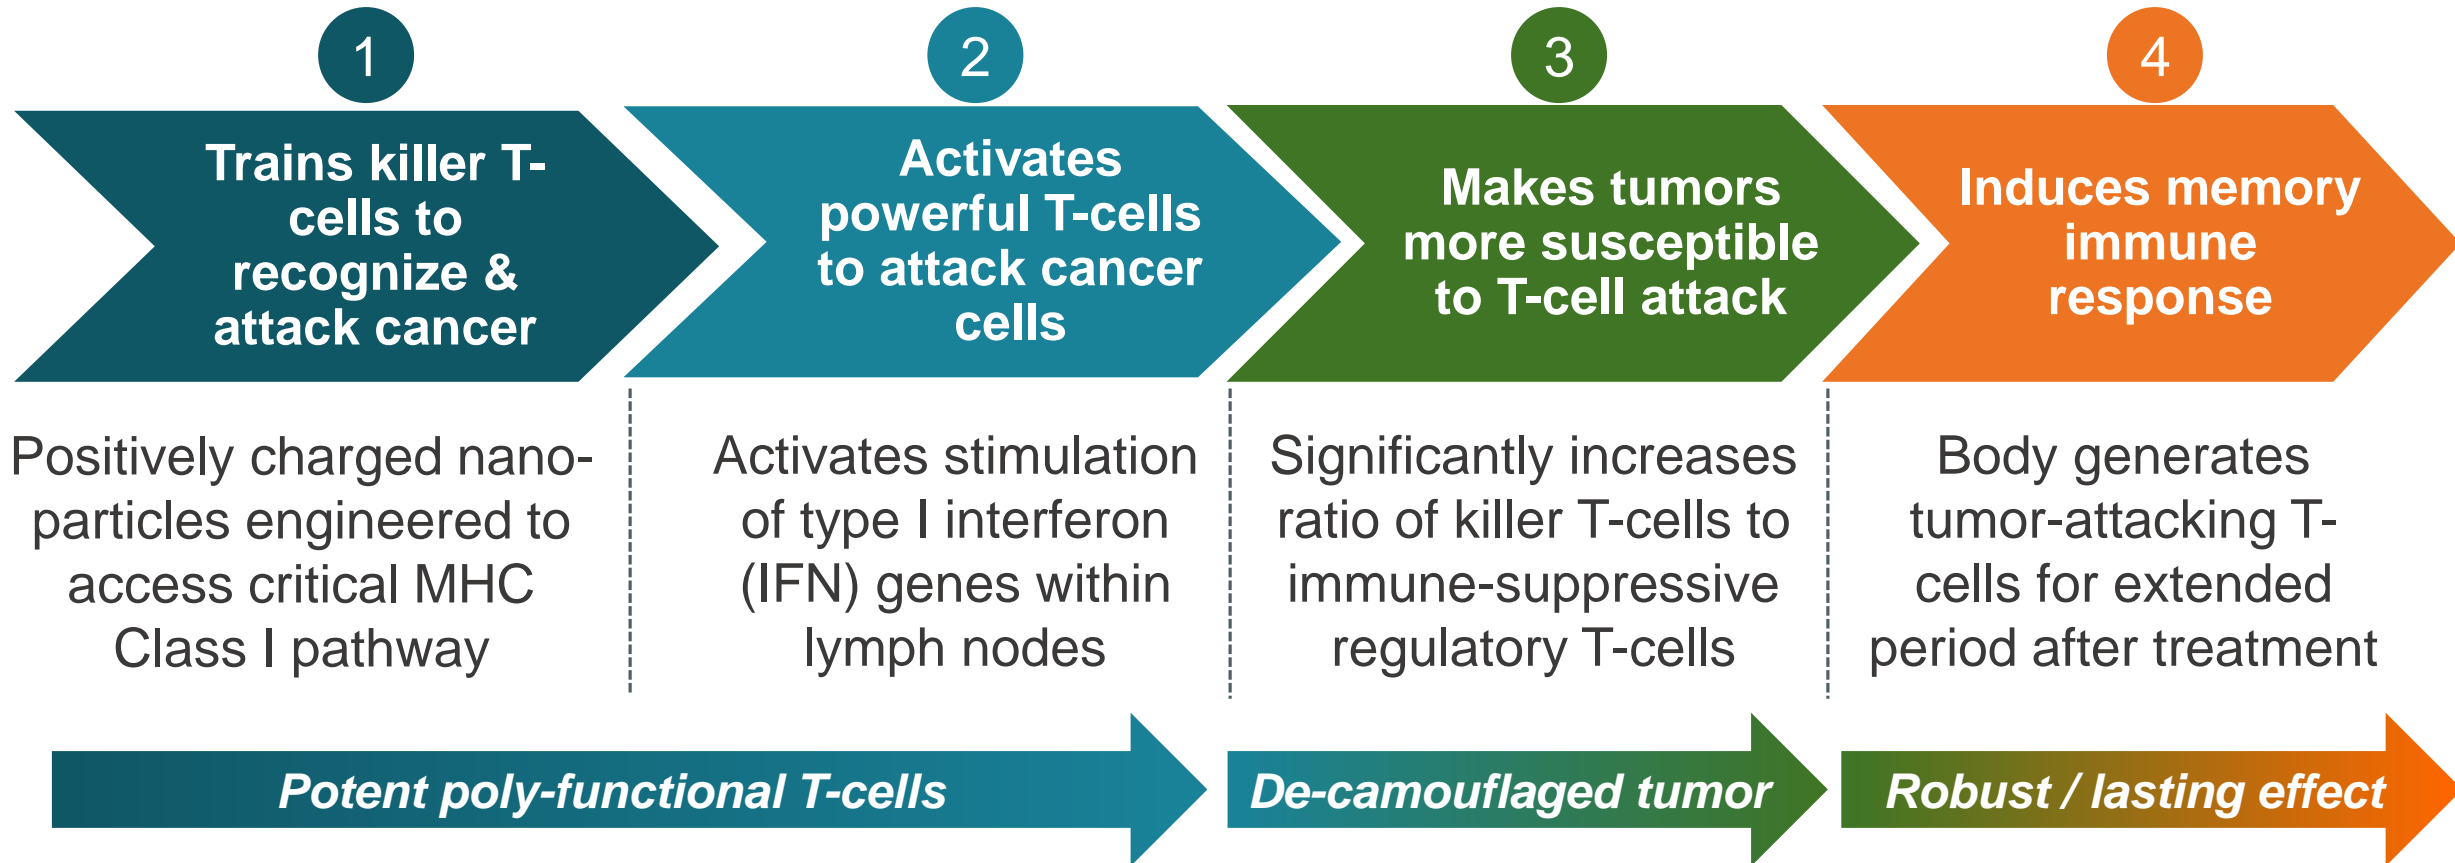 1
Trains killer T-
cells to
recognize &
attack cancer
2
Activates
powerful T-cells
to attack cancer
cells
3
Makes tumors
more susceptible
to T-cell attack
4
Induces memory
immune
response
Positively charged nano-
particles engineered to
access critical MHC
Class I pathway
Activates stimulation
of type I interferon
(IFN) genes within
lymph nodes
Significantly increases
ratio of killer T-cells to
immune-suppressive
regulatory T-cells
Body generates
tumor-attacking T-
cells for extended
period after treatment
Potent poly-functional T-cells
De-camouflaged tumor
Robust / lasting effect